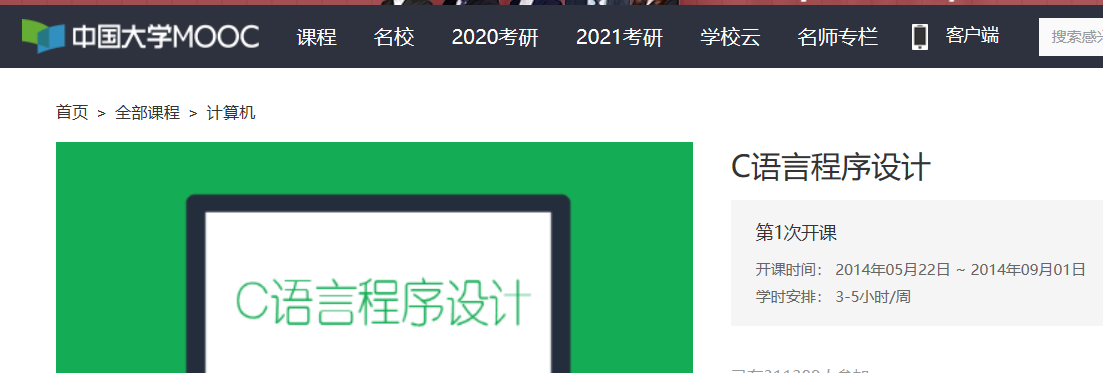 中国大学MOOC 课程 名校 2020考研 2021考研 学校云 名师专栏 客户端 搜索感
首页 > 全部课程 > 计算机
C语言程序设计
C语言程序设计
第1次开课
开课时间： 2014年05月22日 ~ 2014年09月01日
学时安排： 3-5小时/周